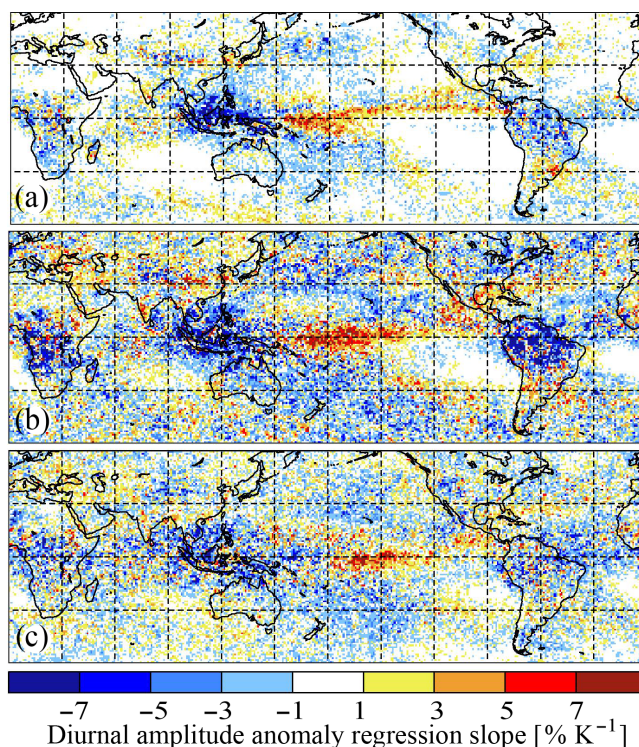 (a)
(b)
(c)
-7 -5 -3 -1 1 3 5 7
Diurnal amplitude anomaly regression slope [% K⁻¹]